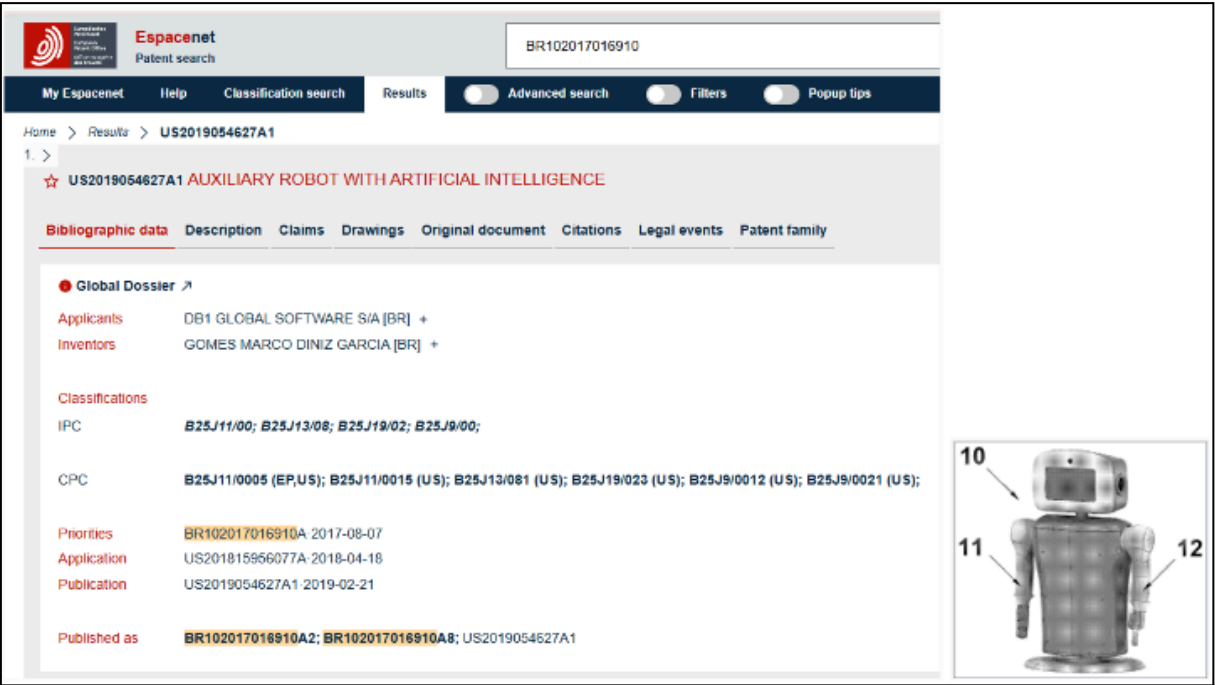 Espacenet
Patent search
BR102017016910
My Espacenet Help Classification search Results Advanced search Filters Popup tips
Home > Results > US2019054627A1
1. >
☆ US2019054627A1 AUXILIARY ROBOT WITH ARTIFICIAL INTELLIGENCE
Bibliographic data Description Claims Drawings Original document Citations Legal events Patent family
Global Dossier ↗
Applicants DB1 GLOBAL SOFTWARE S/A [BR] +
Inventors GOMES MARCO DINIZ GARCIA [BR] +
Classifications
IPC B25J11/00; B25J13/08; B25J19/02; B25J9/00;
CPC B25J11/0005 (EP,US); B25J11/0015 (US); B25J13/081 (US); B25J19/023 (US); B25J9/0012 (US); B25J9/0021 (US);
Priorities BR102017016910A·2017-08-07
Application US201815956077A·2018-04-18
Publication US2019054627A1·2019-02-21
Published as BR102017016910A2; BR102017016910A8; US2019054627A1
10
11
12